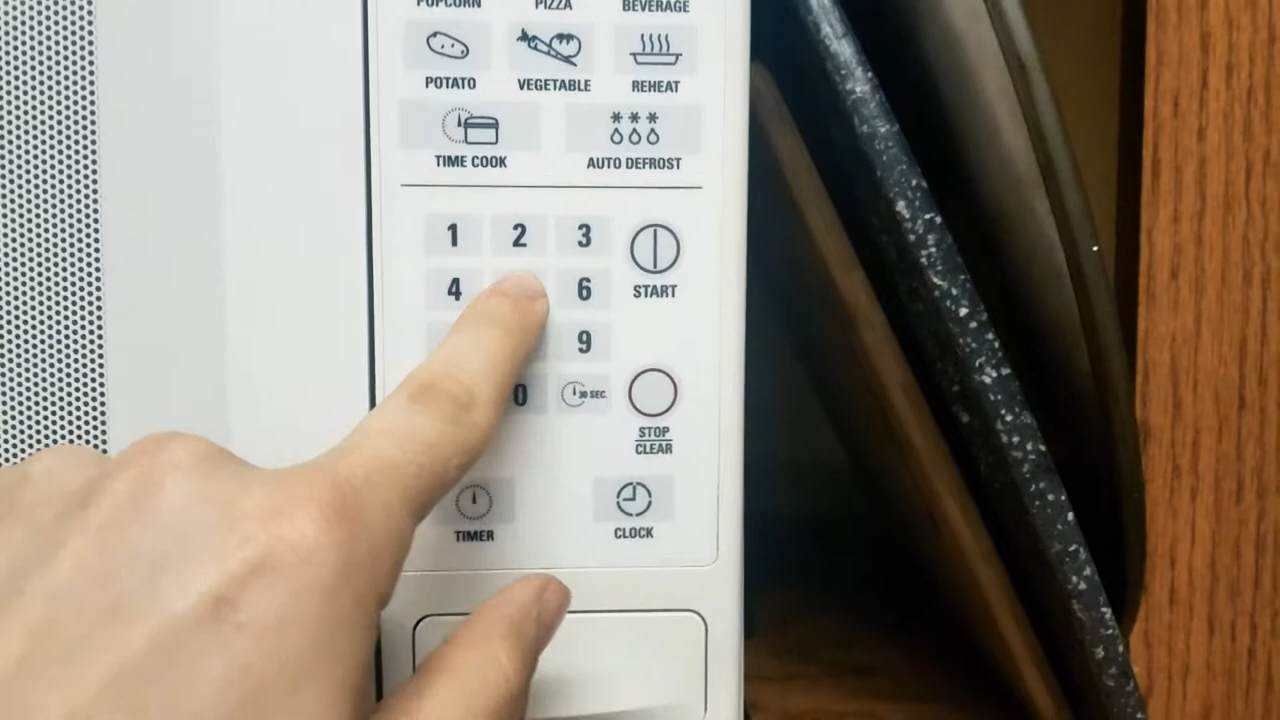 POPCORN PIZZA BEVERAGE
POTATO VEGETABLE REHEAT
TIME COOK AUTO DEFROST
1 2 3
START
4 6
9
0 30 SEC.
STOP
CLEAR
TIMER CLOCK